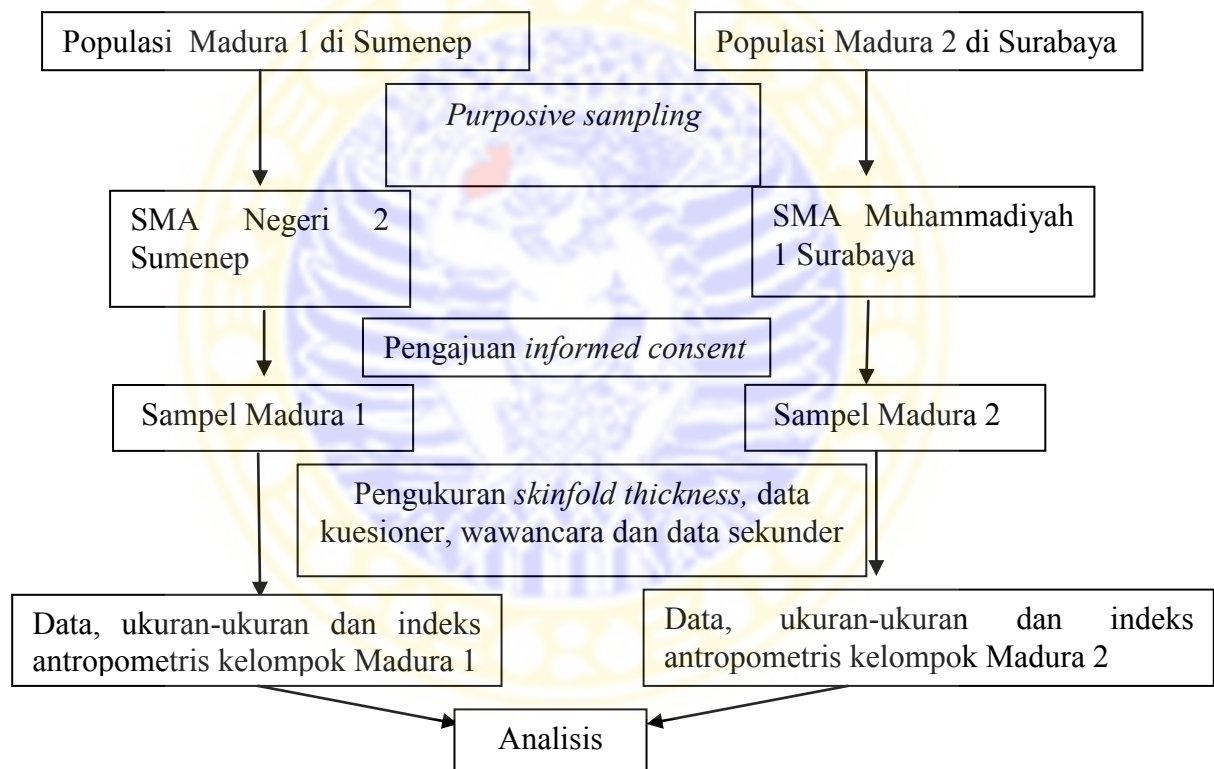 Populasi Madura 1 di Sumenep
Populasi Madura 2 di Surabaya
Purposive sampling
SMA Negeri 2
Sumenep
SMA Muhammadiyah
1 Surabaya
Pengajuan informed consent
Sampel Madura 1
Sampel Madura 2
Pengukuran skinfold thickness, data
kuesioner, wawancara dan data sekunder
Data, ukuran-ukuran dan indeks
antropometris kelompok Madura 1
Data, ukuran-ukuran dan indeks
antropometris kelompok Madura 2
Analisis